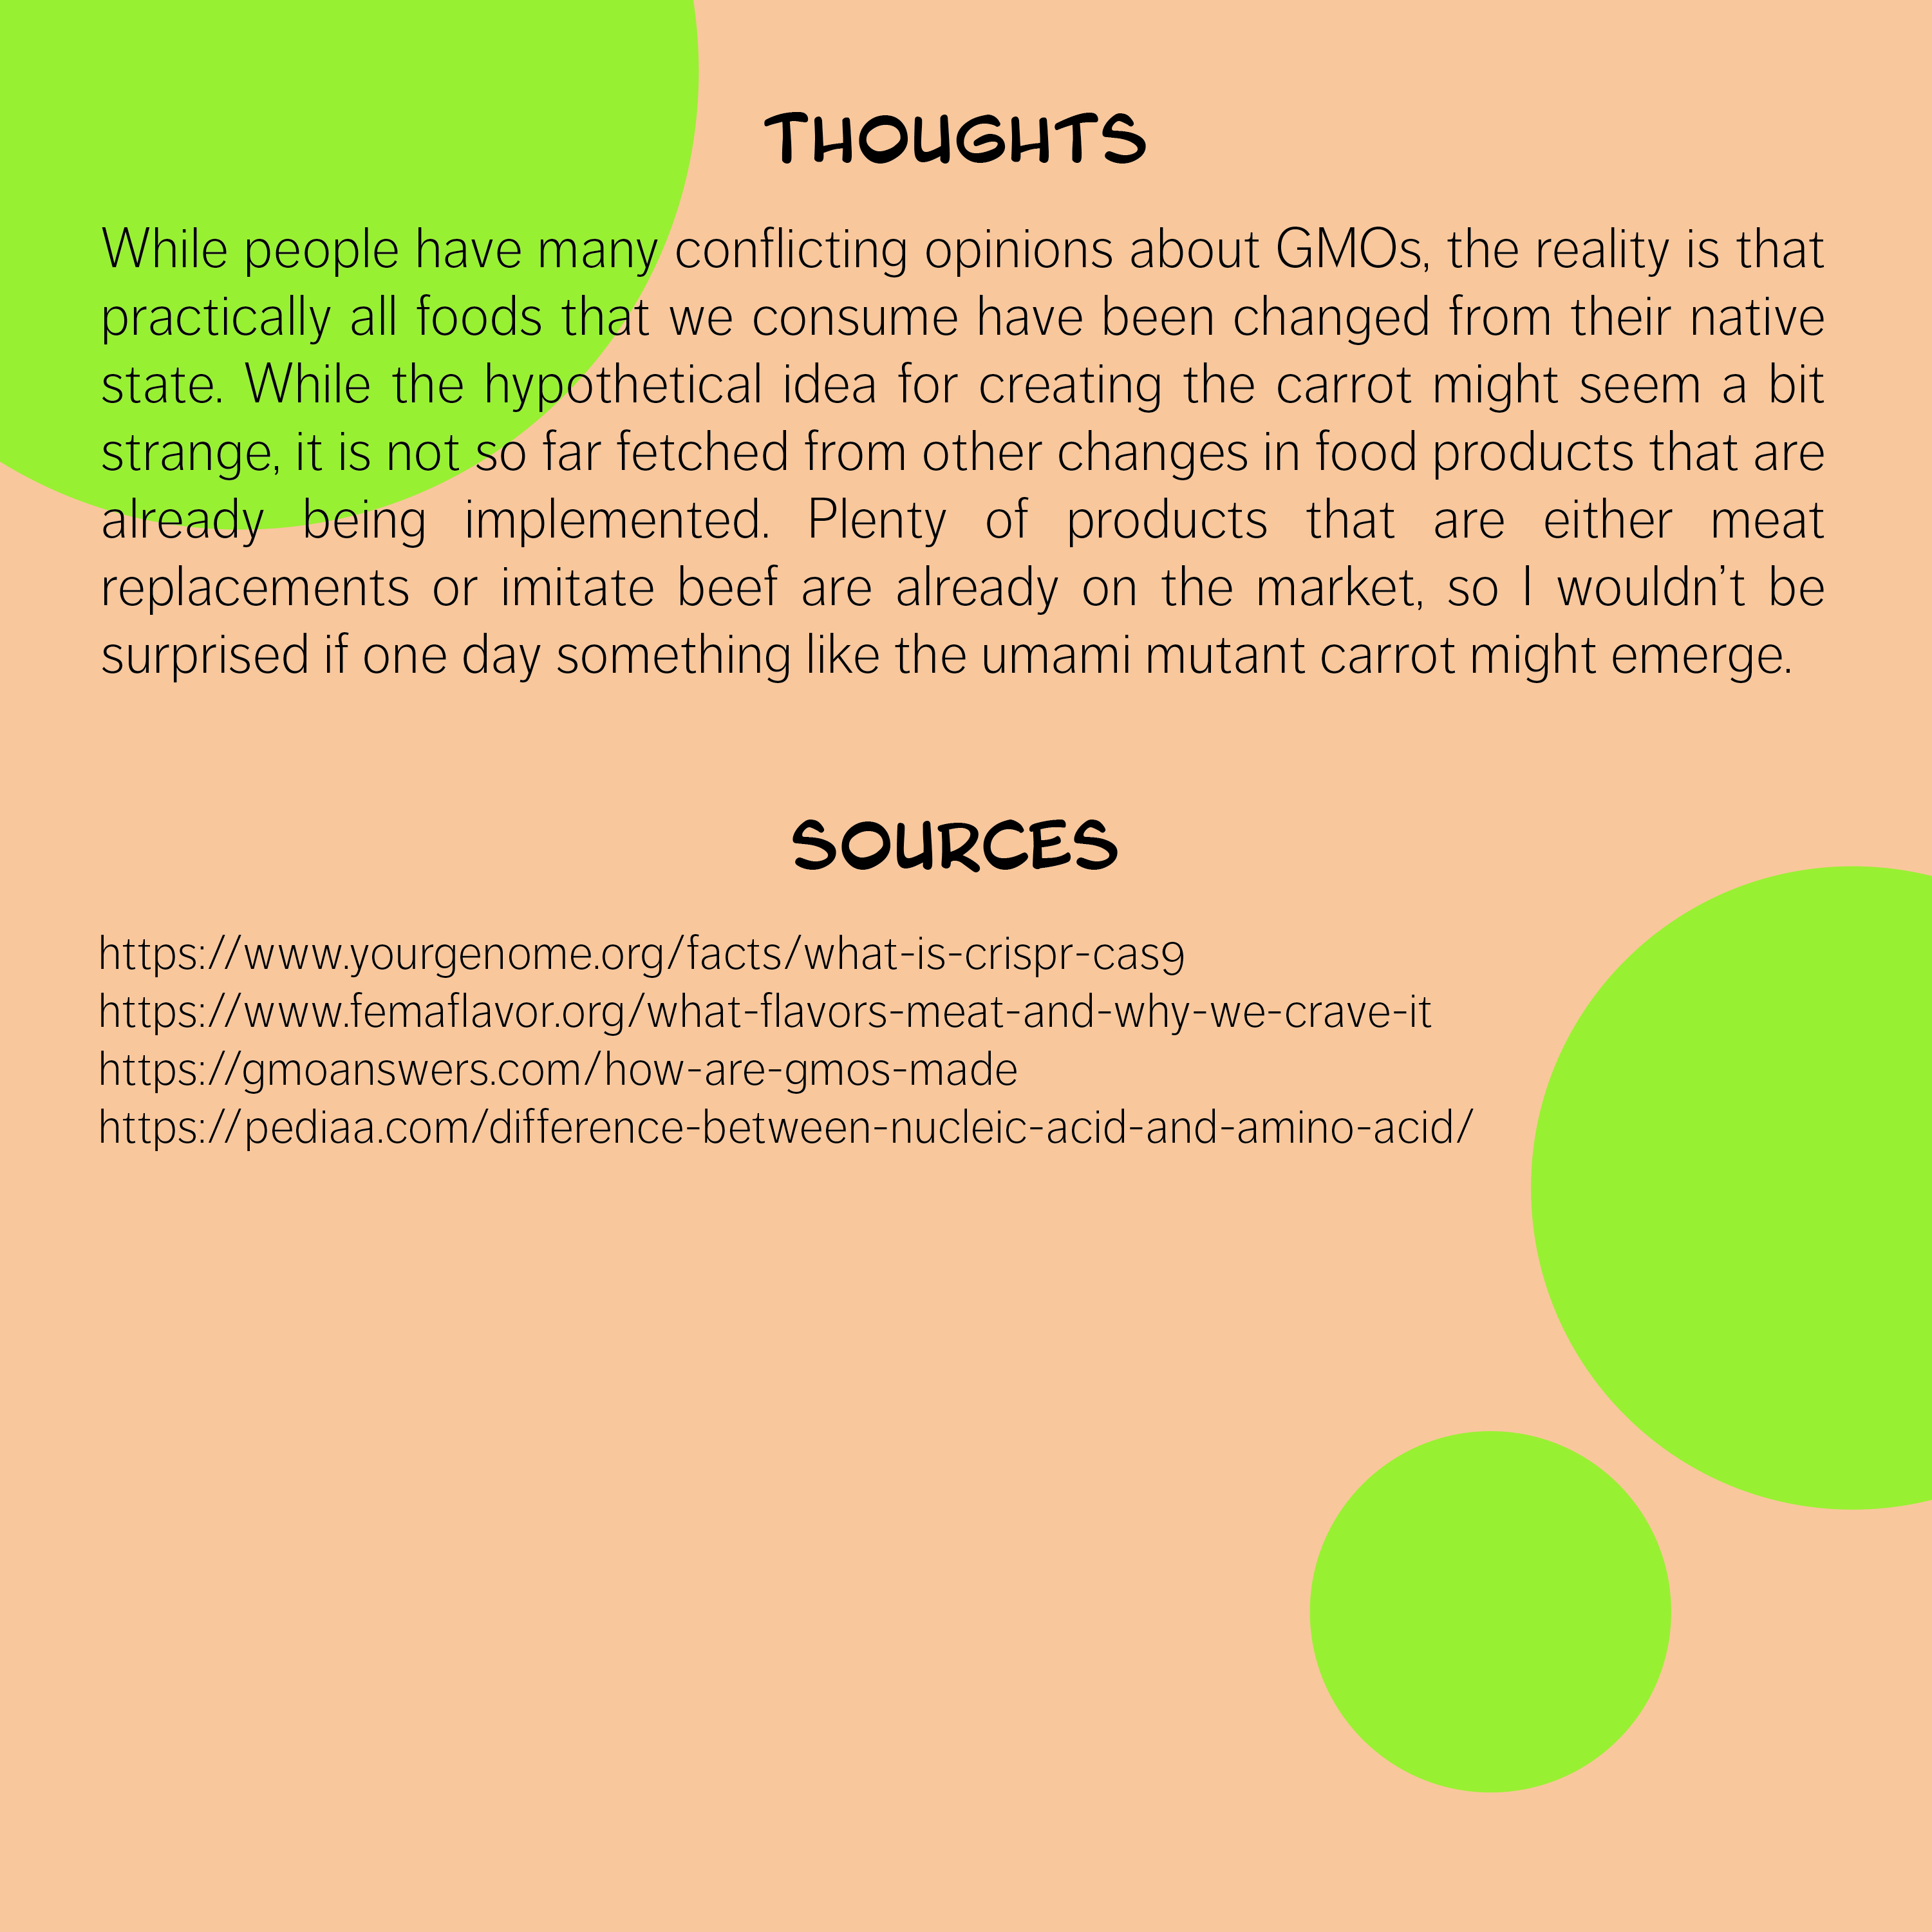 THOUGHTS
While people have many conflicting opinions about GMOs, the reality is that
practically all foods that we consume have been changed from their native
state. While the hypothetical idea for creating the carrot might seem a bit
strange, it is not so far fetched from other changes in food products that are
already being implemented. Plenty of products that are either meat
replacements or imitate beef are already on the market, so I wouldn’t be
surprised if one day something like the umami mutant carrot might emerge.
SOURCES
https://www.yourgenome.org/facts/what-is-crispr-cas9
https://www.femaflavor.org/what-flavors-meat-and-why-we-crave-it
https://gmoanswers.com/how-are-gmos-made
https://pediaa.com/difference-between-nucleic-acid-and-amino-acid/